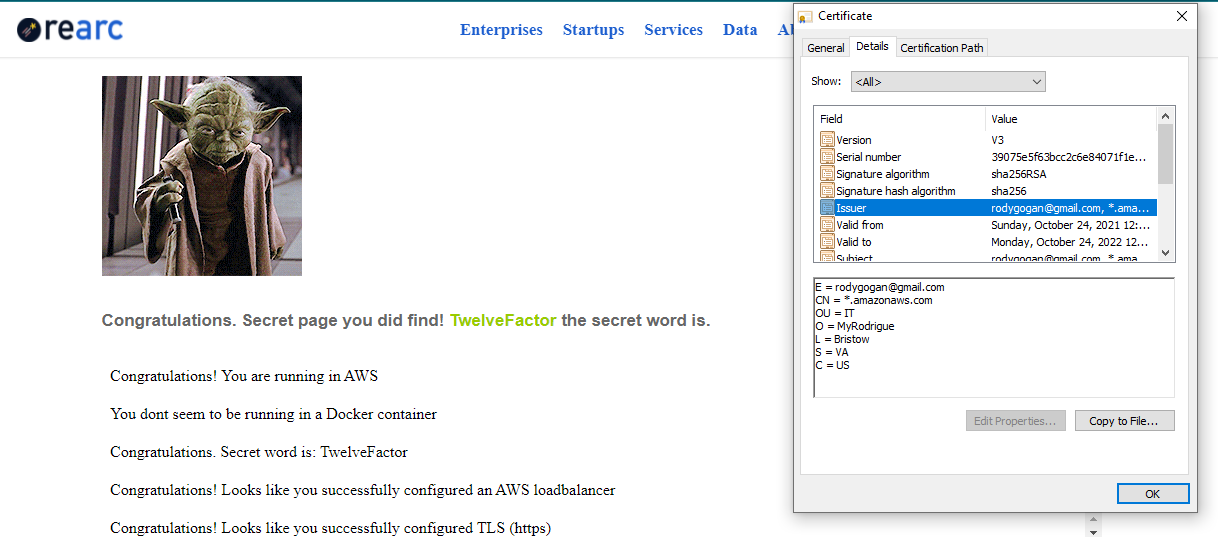 rearc
Enterprises Startups Services Data
Congratulations. Secret page you did find! TwelveFactor the secret word is.
Congratulations! You are running in AWS
You dont seem to be running in a Docker container
Congratulations. Secret word is: TwelveFactor
Congratulations! Looks like you successfully configured an AWS loadbalancer
Congratulations! Looks like you successfully configured TLS (https)
Certificate
General Details Certification Path
Show: <All>
Field Value
Version V3
Serial number 39075e5f63bcc2c6e84071f1e...
Signature algorithm sha256RSA
Signature hash algorithm sha256
Issuer rodygogan@gmail.com, *.ama...
Valid from Sunday, October 24, 2021 12:...
Valid to Monday, October 24, 2022 12...
Subject rodygogan@gmail.com, *.ama...
E = rodygogan@gmail.com
CN = *.amazonaws.com
OU = IT
O = MyRodrigue
L = Bristow
S = VA
C = US
Edit Properties... Copy to File...
OK